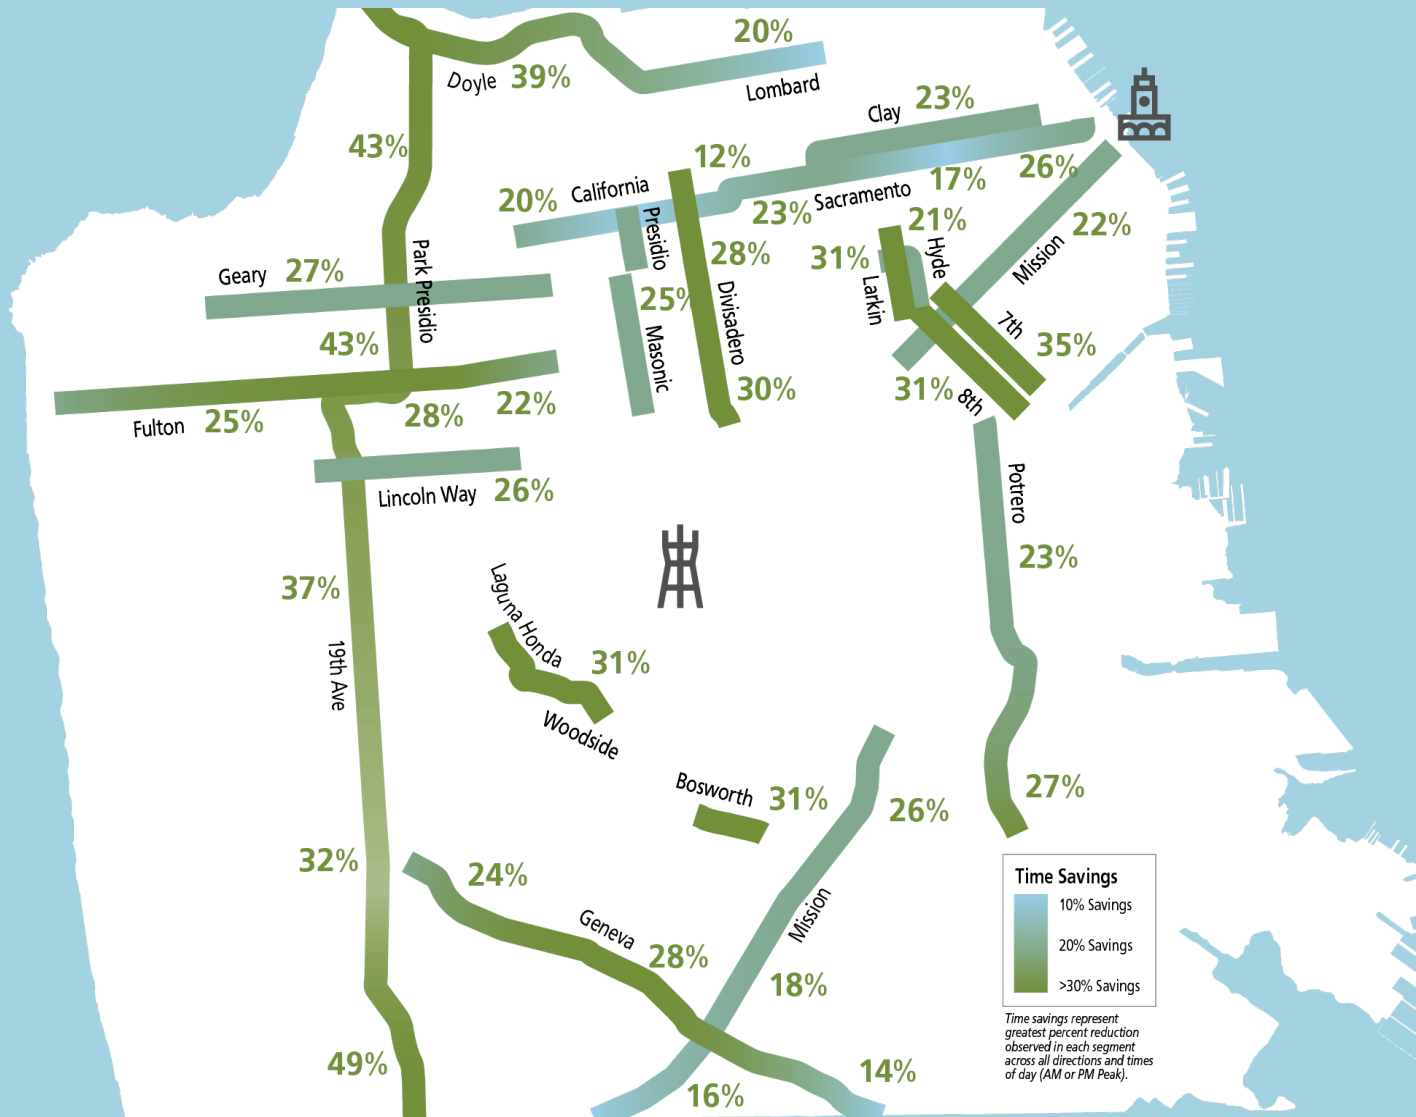 20%
Doyle
39%
Lombard
43%
Clay
23%
12%
California
20%
Presidio
23%
Sacramento
17%
26%
21%
22%
Hyde
Mission
28%
31%
Larkin
Geary
27%
Park Presidio
25%
Divisadero
Masonic
7th
35%
43%
30%
31%
8th
Fulton
25%
28%
22%
Lincoln Way
26%
Potrero
23%
37%
Laguna Honda
31%
19th Ave
Woodside
Bosworth
31%
26%
27%
32%
24%
Geneva
28%
Mission
18%
49%
16%
14%
Time Savings
10% Savings
20% Savings
>30% Savings
Time savings represent
greatest percent reduction
observed in each segment
across all directions and times
of day (AM or PM Peak).